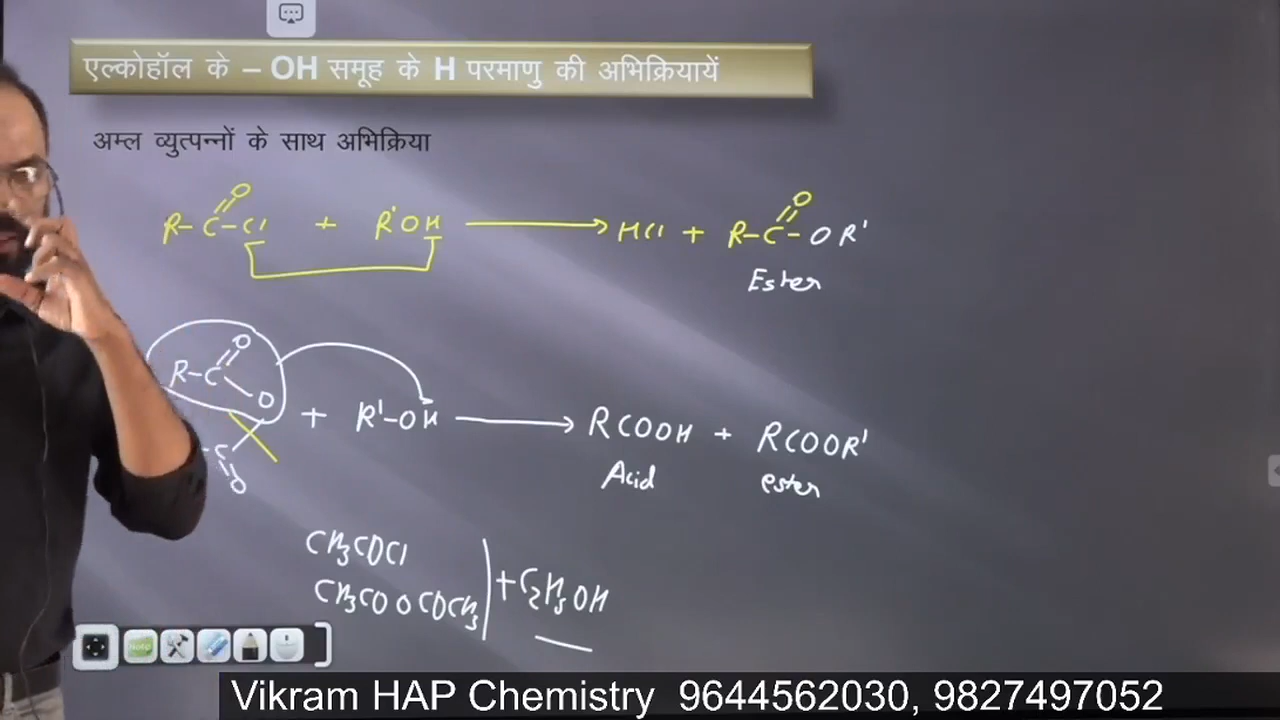 एल्कोहॉल के – OH समूह के H परमाणु की अभिक्रियायें
अम्ल व्युत्पन्नों के साथ अभिक्रिया
O O
R-C-Cl + R'OH → HCl + R-C-OR'
Ester
O
R-C
O + R'-OH → RCOOH + RCOOR'
Acid ester
-C
O
CH₃COCl
CH₃COOCOCH₃ + C₂H₅OH
Note!
Vikram HAP Chemistry 9644562030, 9827497052